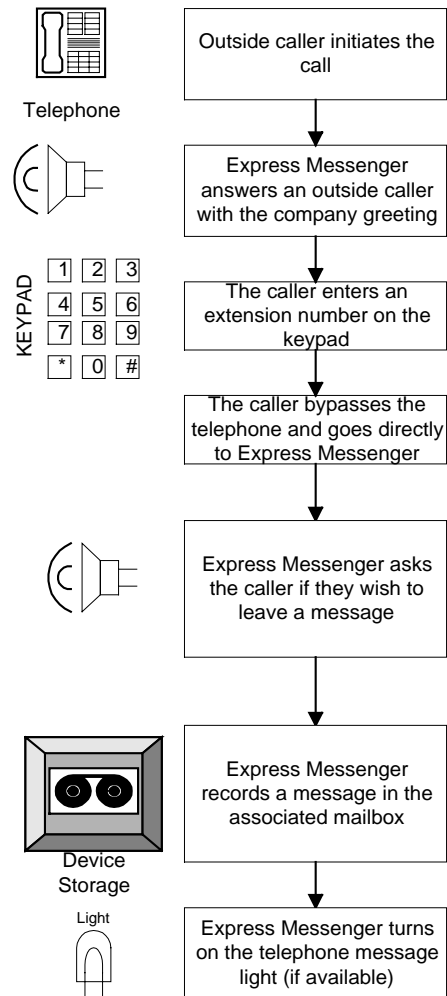 Outside caller initiates the
call
Telephone
Express Messenger
answers an outside caller
with the company greeting
KEYPAD
1 2 3
4 5 6
7 8 9
* 0 #
The caller enters an
extension number on the
keypad
The caller bypasses the
telephone and goes directly
to Express Messenger
Express Messenger asks
the caller if they wish to
leave a message
Express Messenger
records a message in the
associated mailbox
Device
Storage
Light
Express Messenger turns
on the telephone message
light (if available)